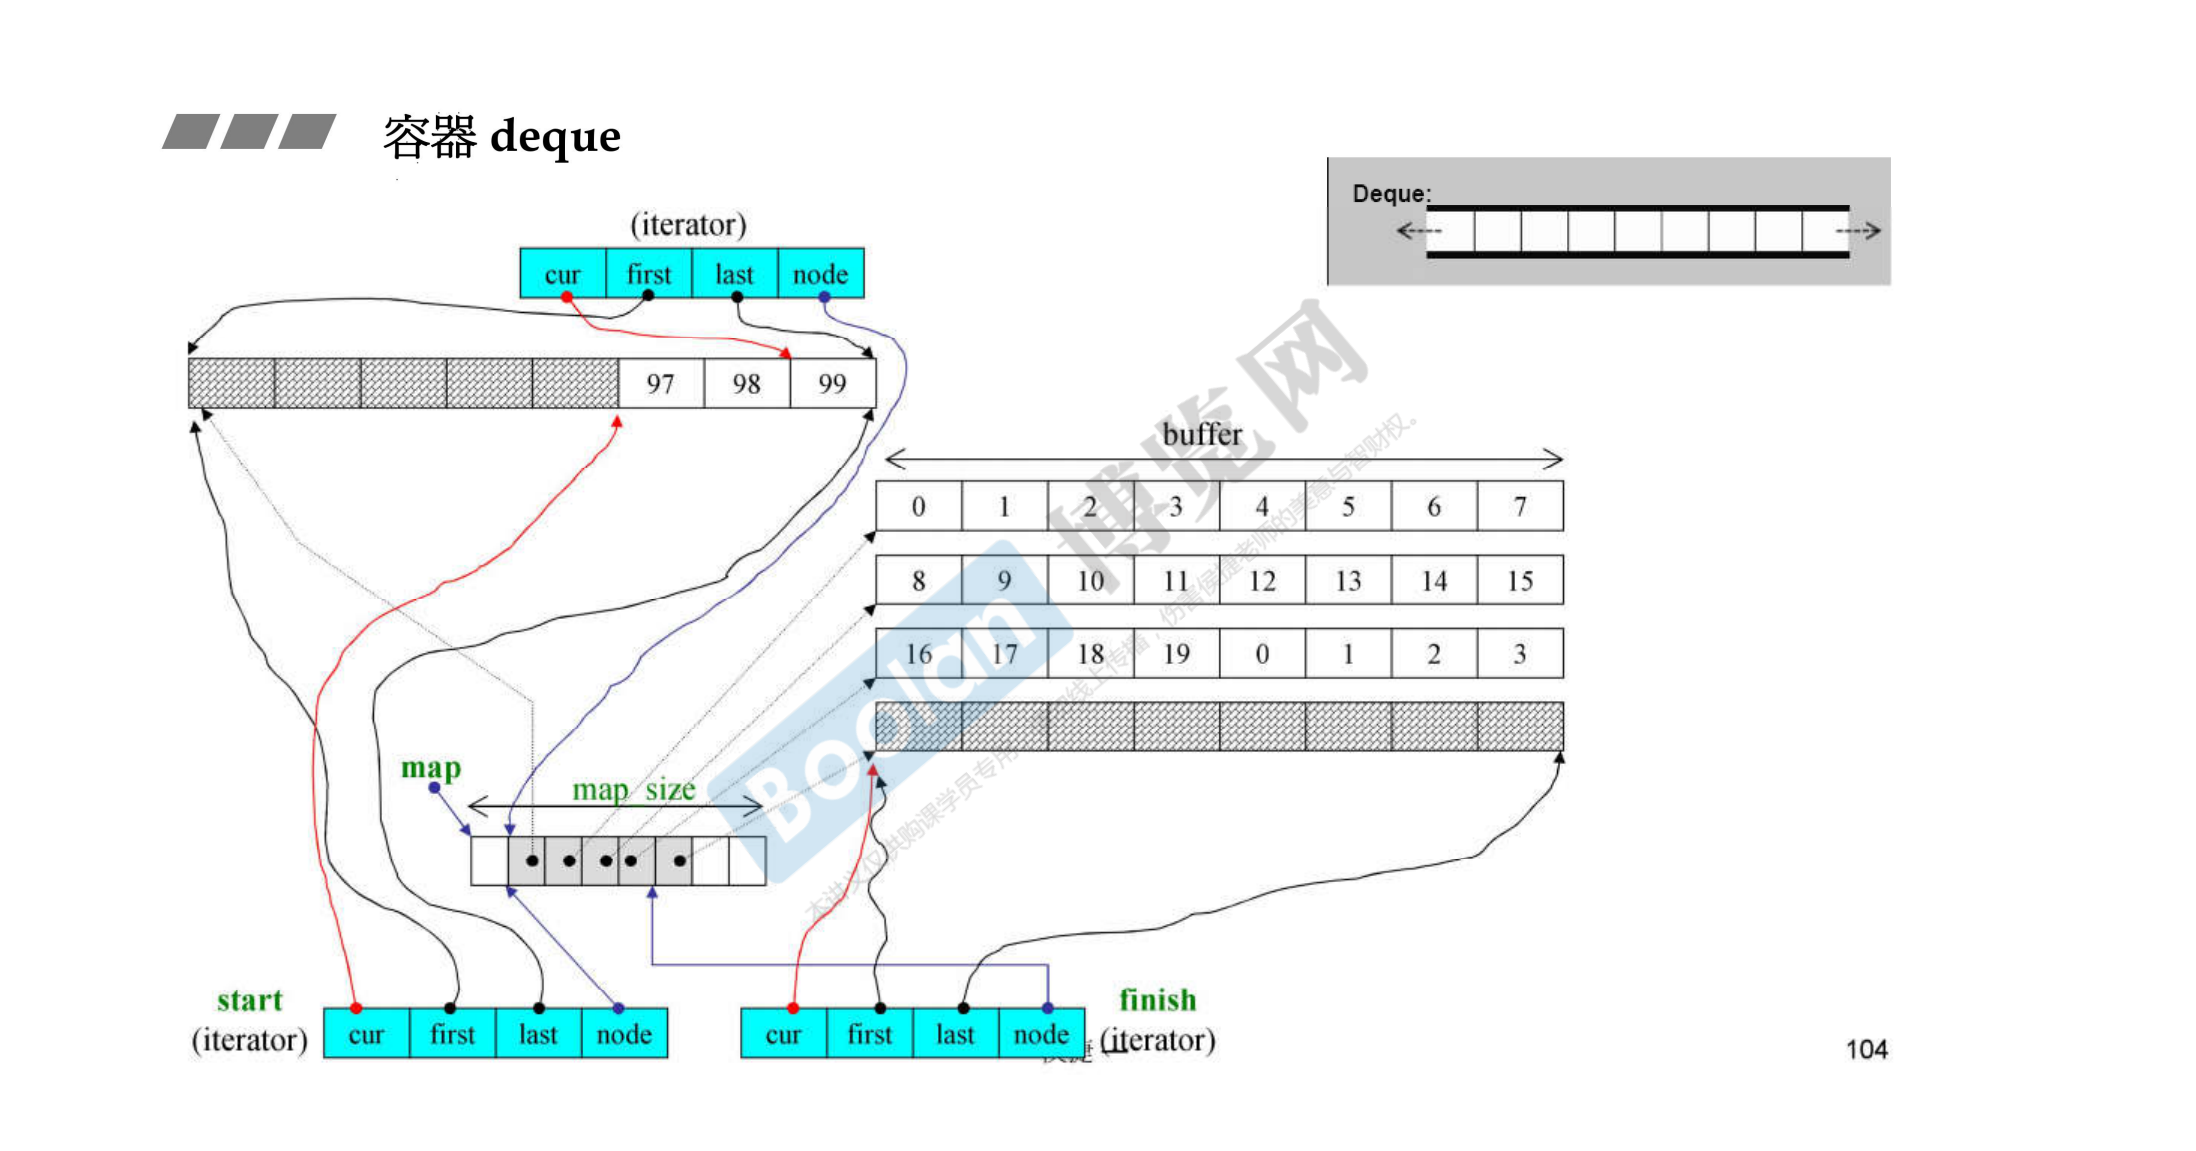 容器 deque
Deque:
(iterator)
cur first last node
97 98 99
buffer
0 1 2 3 4 5 6 7
8 9 10 11 12 13 14 15
16 17 18 19 0 1 2 3
map
map_size
start
(iterator)
cur first last node
cur first last node
finish
(iterator)
104
博览网
Boolan
本讲义仅供购课学员专用
线上传播，伤害侯捷老师的美意与智财权。